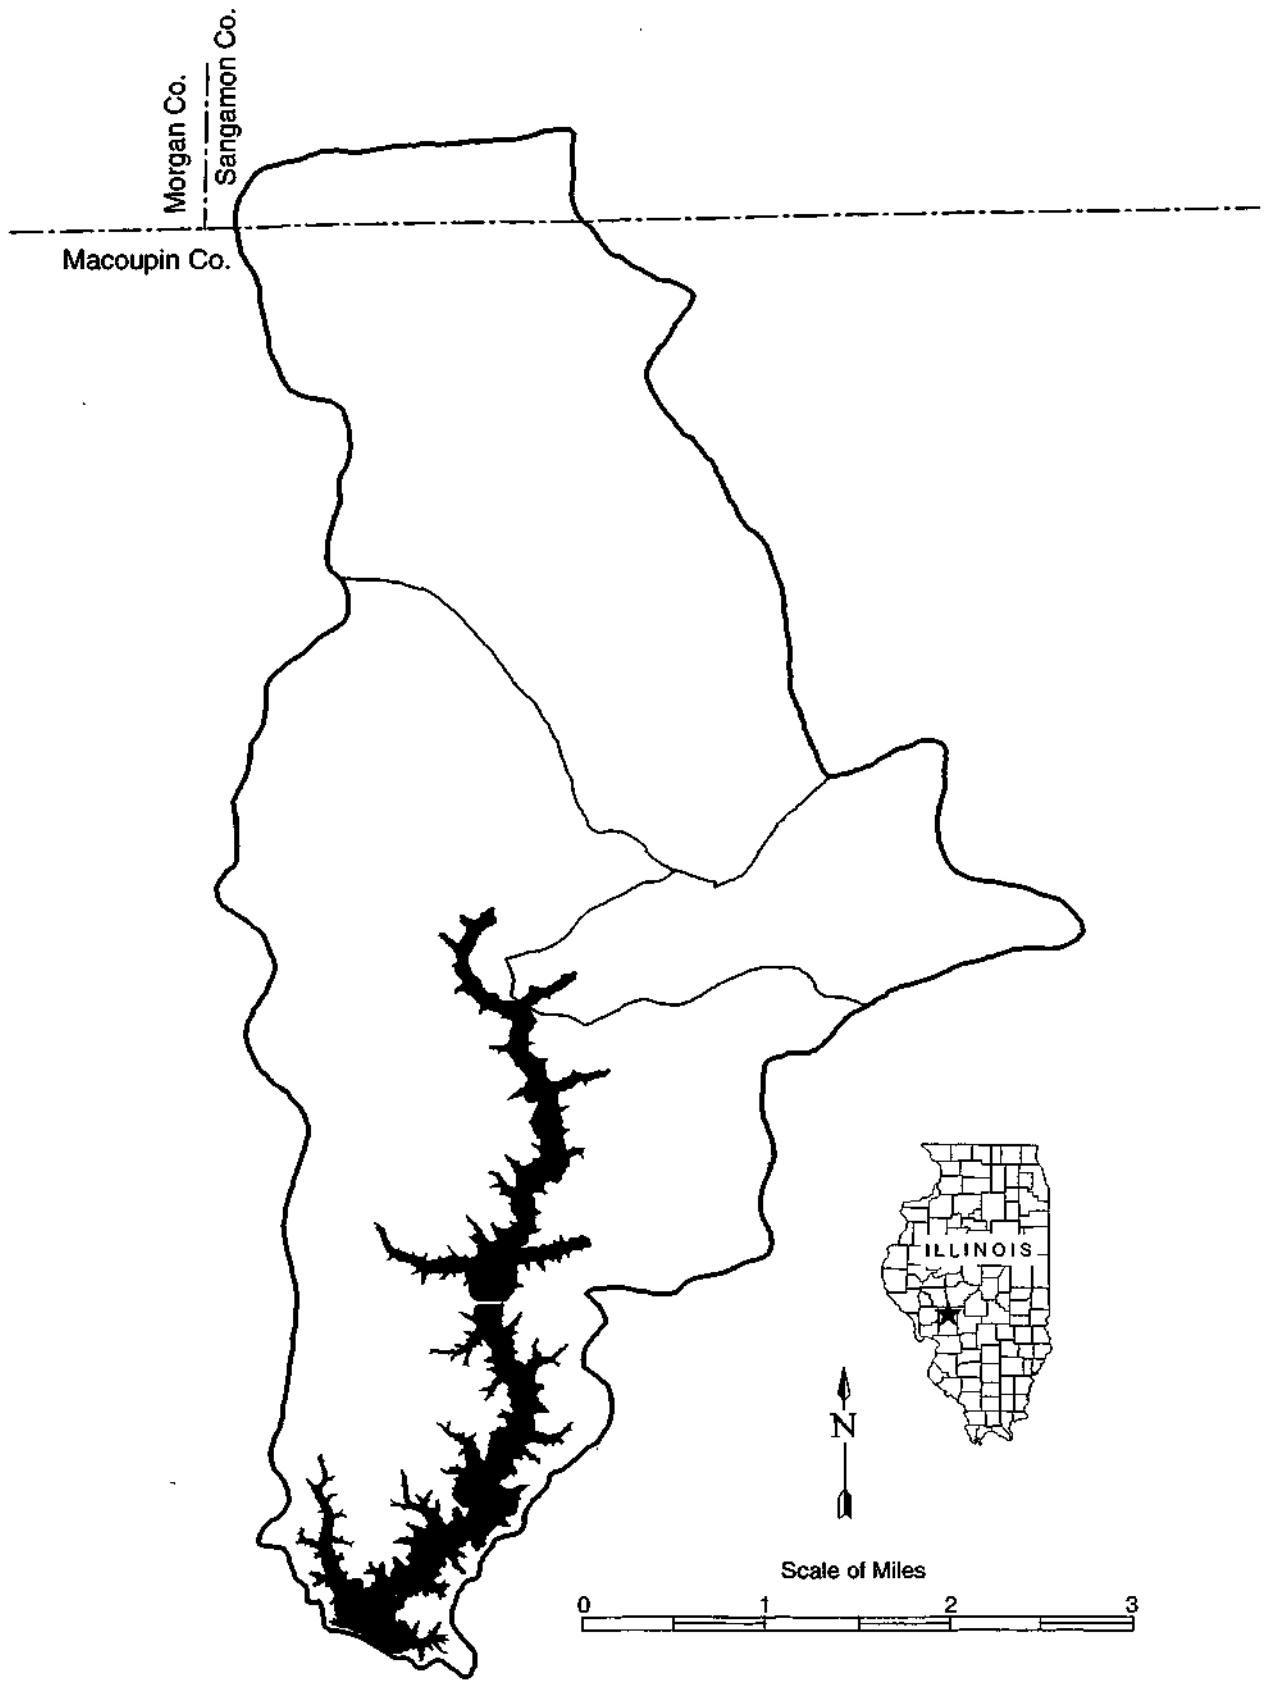 Morgan Co.
Sangamon Co.
Macoupin Co.
ILLINOIS
N
Scale of Miles
0 1 2 3